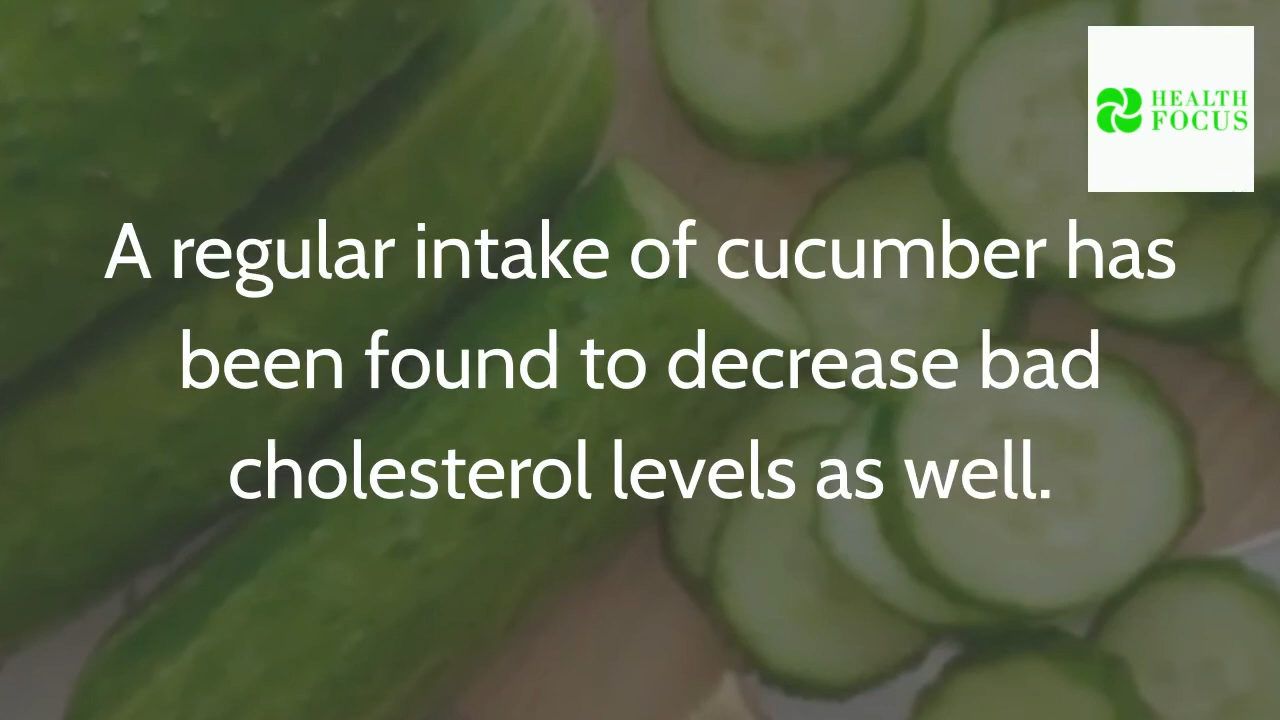 HEALTH
FOCUS
A regular intake of cucumber has
been found to decrease bad
cholesterol levels as well.